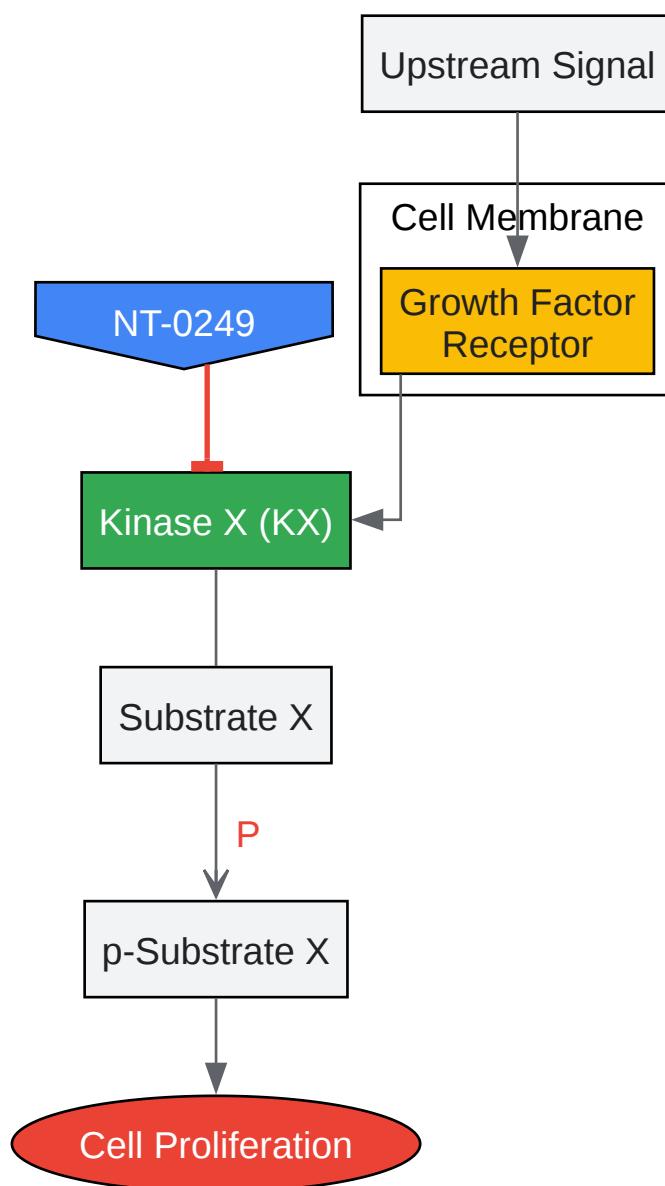 Upstream Signal
Cell Membrane
Growth Factor
Receptor
NT-0249
Kinase X (KX)
Substrate X
P
p-Substrate X
Cell Proliferation